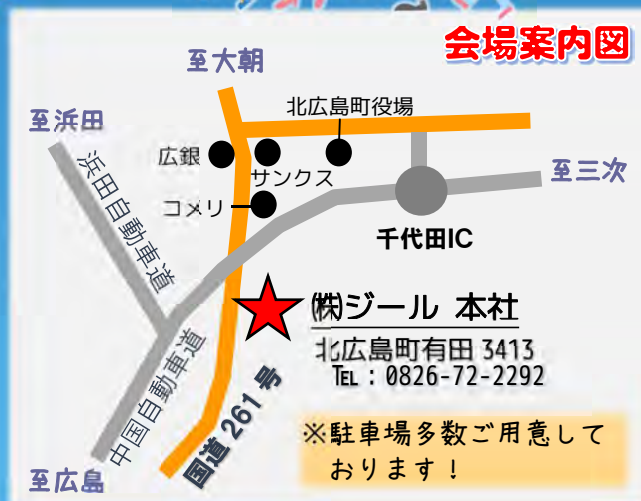 会場案内図
至大朝
北広島町役場
至浜田
広銀
サンクス
至三次
コメリ
浜田自動車道
千代田IC
㈱ジール 本社
北広島町有田 3413
℡：0826-72-2292
中国自動車道
国道 261 号
※駐車場多数ご用意して
おります！
至広島